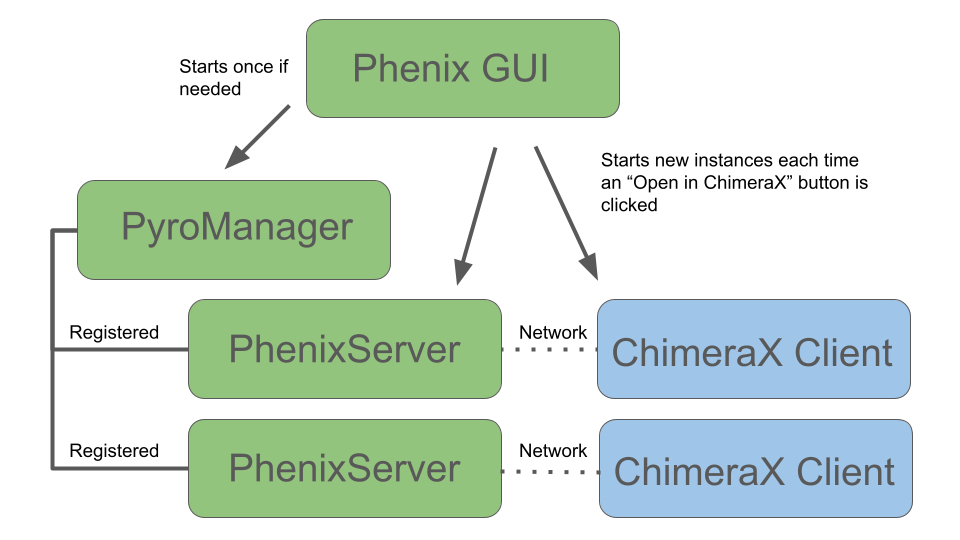 Phenix GUI
Starts once if
needed
Starts new instances each time
an “Open in ChimeraX” button is
clicked
PyroManager
Registered
PhenixServer
Network
ChimeraX Client
Registered
PhenixServer
Network
ChimeraX Client